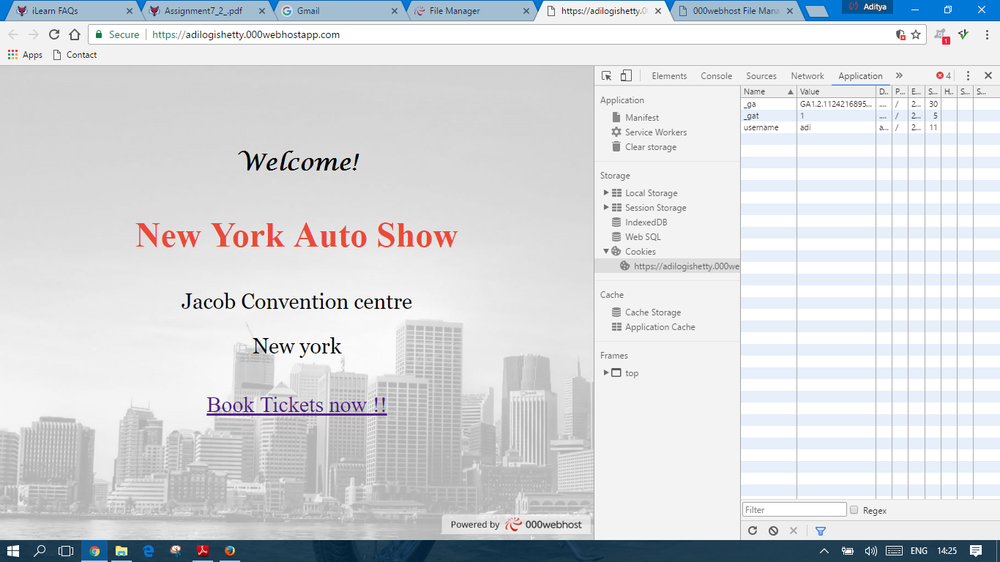 iLearn FAQs
Assignment7_2_.pdf
Gmail
File Manager
https://adilogishetty.0
000webhost File Mana
Aditya
Secure https://adilogishetty.000webhostapp.com
1
Apps Contact
Welcome!
New York Auto Show
Jacob Convention centre
New york
Book Tickets now !!
Powered by 000webhost
Elements Console Sources Network Application » 4
Application
Manifest
Service Workers
Clear storage
Storage
Local Storage
Session Storage
IndexedDB
Web SQL
Cookies
https://adilogishetty.000we
Cache
Cache Storage
Application Cache
Frames
top
Name Value D.. P... E... S... H.. S... S...
_ga GA1.2.1124216895... .... / 2... 30
_gat 1 .... / 2... 5
username adi a... / 2... 11
Filter Regex
ENG 14:25